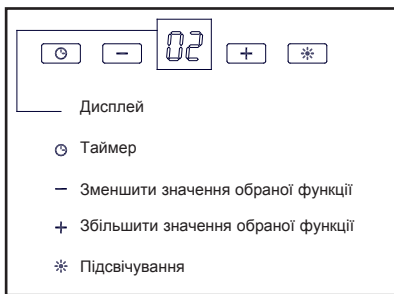 02
Дисплей
Таймер
Зменшити значення обраної функції
Збільшити значення обраної функції
Підсвічування